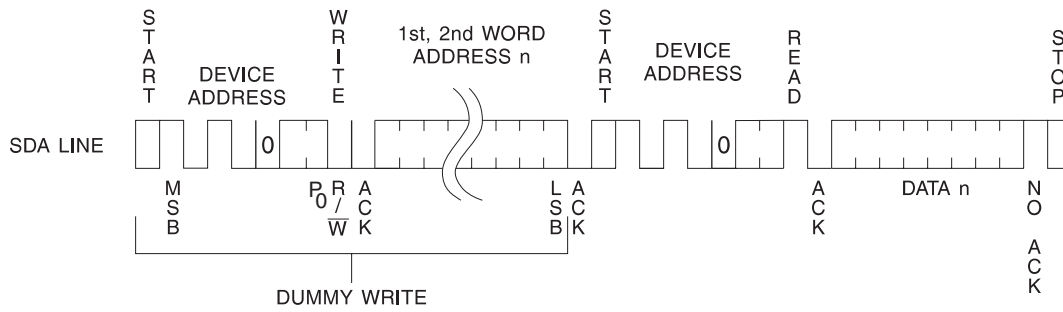 START
WRITE
1st, 2nd WORD
ADDRESS n
START
READ
STOP
DEVICE
ADDRESS
DEVICE
ADDRESS
SDA LINE
0
0
MSB
P0
R/W
ACK
LSB
ACK
ACK
DATA n
NO ACK
DUMMY WRITE